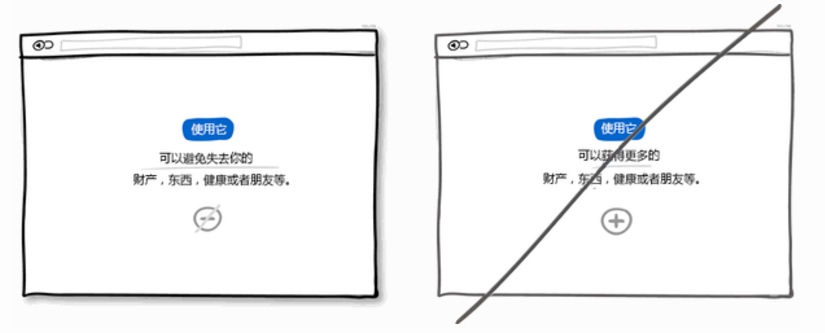 使用它
可以避免失去你的
财产，东西，健康或者朋友等。
使用它
可以获得更多的
财产，东西，健康或者朋友等。